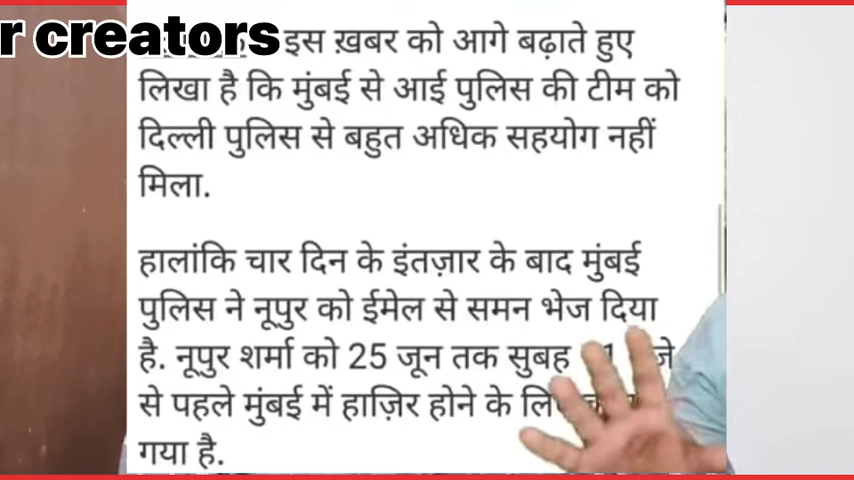 r creators
इस ख़बर को आगे बढ़ाते हुए
लिखा है कि मुंबई से आई पुलिस की टीम को
दिल्ली पुलिस से बहुत अधिक सहयोग नहीं
मिला.
हालांकि चार दिन के इंतज़ार के बाद मुंबई
पुलिस ने नूपुर को ईमेल से समन भेज दिया
है. नूपुर शर्मा को 25 जून तक सुबह
से पहले मुंबई में हाज़िर होने के
गया है.